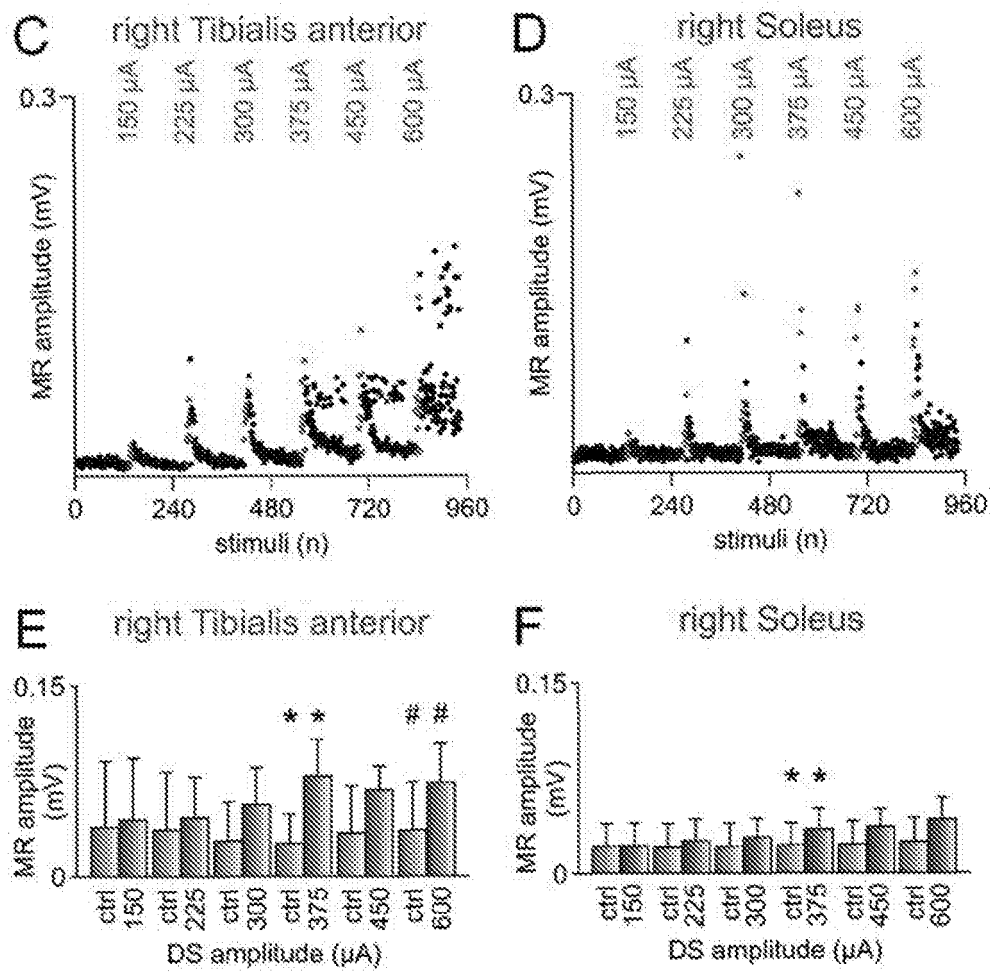 C right Tibialis anterior
150 µA 225 µA 300 µA 375 µA 450 µA 600 µA
0.3
MR amplitude (mV)
0 240 480 720 960
stimuli (n)
D right Soleus
150 µA 225 µA 300 µA 375 µA 450 µA 600 µA
0.3
MR amplitude (mV)
0 240 480 720 960
stimuli (n)
E right Tibialis anterior
0.15
MR amplitude
(mV)
* * # #
0
ctrl 150 ctrl 225 ctrl 300 ctrl 375 ctrl 450 ctrl 600
DS amplitude (µA)
F right Soleus
0.15
MR amplitude
(mV)
* *
0
ctrl 150 ctrl 225 ctrl 300 ctrl 375 ctrl 450 ctrl 600
DS amplitude (µA)